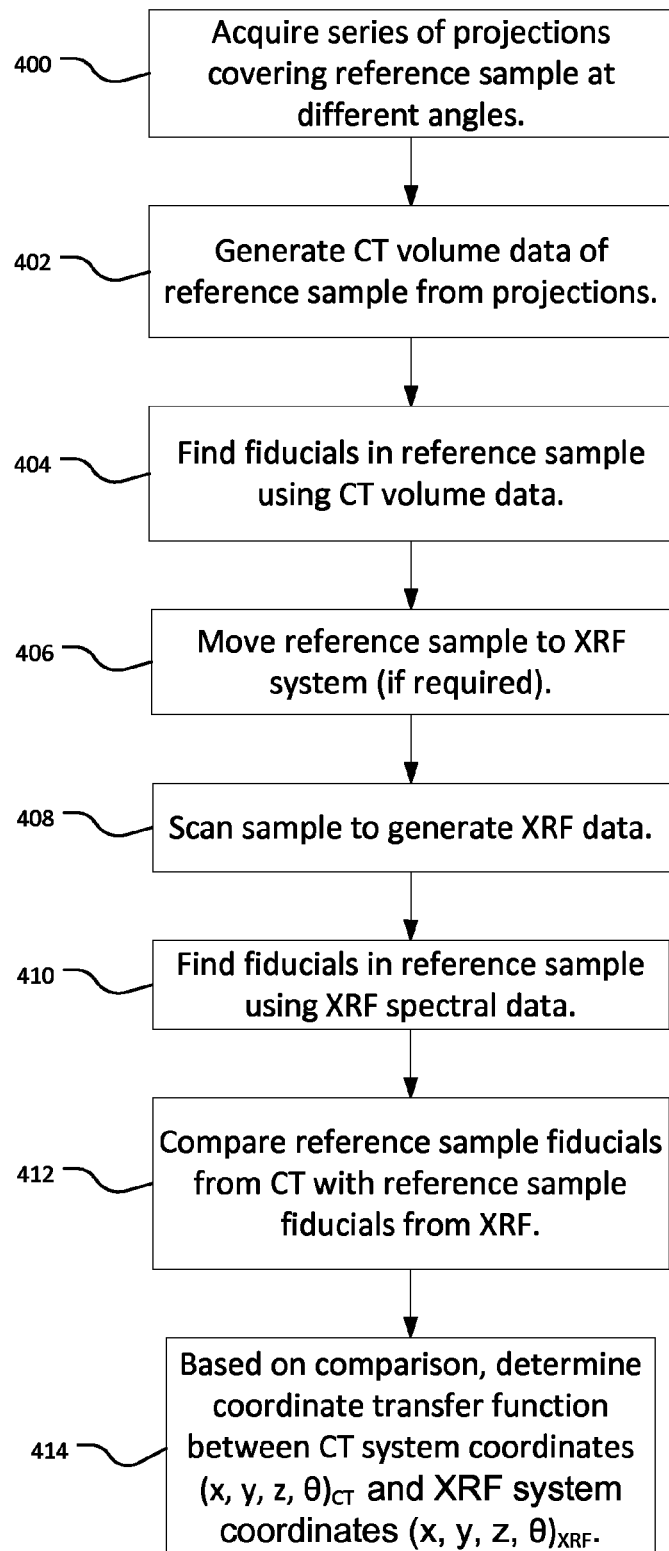 400
Acquire series of projections
covering reference sample at
different angles.
402
Generate CT volume data of
reference sample from projections.
404
Find fiducials in reference sample
using CT volume data.
406
Move reference sample to XRF
system (if required).
408
Scan sample to generate XRF data.
410
Find fiducials in reference sample
using XRF spectral data.
412
Compare reference sample fiducials
from CT with reference sample
fiducials from XRF.
414
Based on comparison, determine
coordinate transfer function
between CT system coordinates
(x, y, z, θ)CT and XRF system
coordinates (x, y, z, θ)XRF.